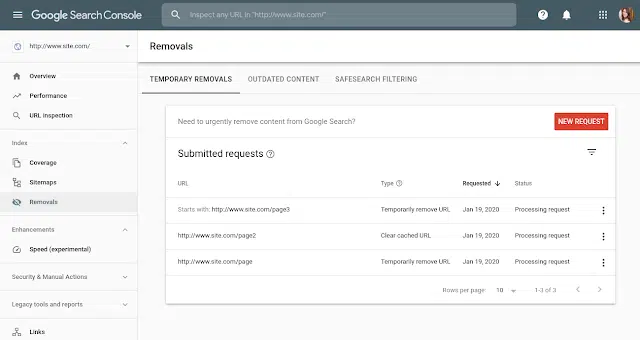 Google Search Console
Inspect any URL in "http://www.site.com/"
http://www.site.com/
Overview
Performance
URL inspection
Index
Coverage
Sitemaps
Removals
Enhancements
Speed (experimental)
Security & Manual Actions
Legacy tools and reports
Links
Removals
TEMPORARY REMOVALS OUTDATED CONTENT SAFESEARCH FILTERING
Need to urgently remove content from Google Search? NEW REQUEST
Submitted requests
URL Type Requested Status
Starts with: http://www.site.com/page3 Temporarily remove URL Jan 19, 2020 Processing request
http://www.site.com/page2 Clear cached URL Jan 19, 2020 Processing request
http://www.site.com/page Temporarily remove URL Jan 19, 2020 Processing request
Rows per page: 10 1-3 of 3